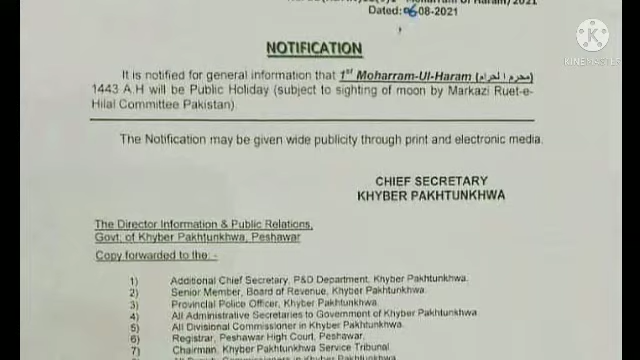 Dated: 06-08-2021
KINEMASTER
NOTIFICATION
It is notified for general information that 1st Moharram-Ul-Haram (محرم الحرام)
1443 A.H will be Public Holiday (subject to sighting of moon by Markazi Ruet-e-
Hilal Committee Pakistan).
The Notification may be given wide publicity through print and electronic media.
CHIEF SECRETARY
KHYBER PAKHTUNKHWA
The Director Information & Public Relations,
Govt; of Khyber Pakhtunkhwa, Peshawar
Copy forwarded to the :-
1) Additional Chief Secretary, P&D Department, Khyber Pakhtunkhwa.
2) Senior Member, Board of Revenue, Khyber Pakhtunkhwa.
3) Provincial Police Officer, Khyber Pakhtunkhwa.
4) All Administrative Secretaries to Government of Khyber Pakhtunkhwa.
5) All Divisional Commissioner in Khyber Pakhtunkhwa.
6) Registrar, Peshawar High Court, Peshawar.
7) Chairman, Khyber Pakhtunkhwa Service Tribunal.